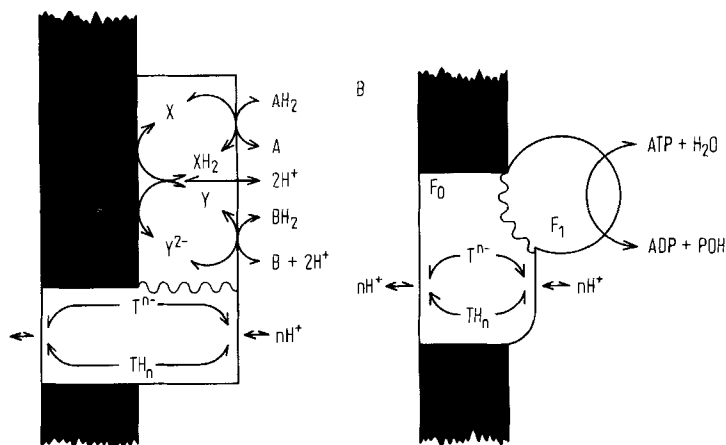 X
AH₂
A
XH₂
2H⁺
Y
BH₂
Y²⁻
B + 2H⁺
Tⁿ⁻
nH⁺
THₙ
B
ATP + H₂O
F₀
F₁
ADP + POH
Tⁿ⁻
nH⁺
nH⁺
THₙ